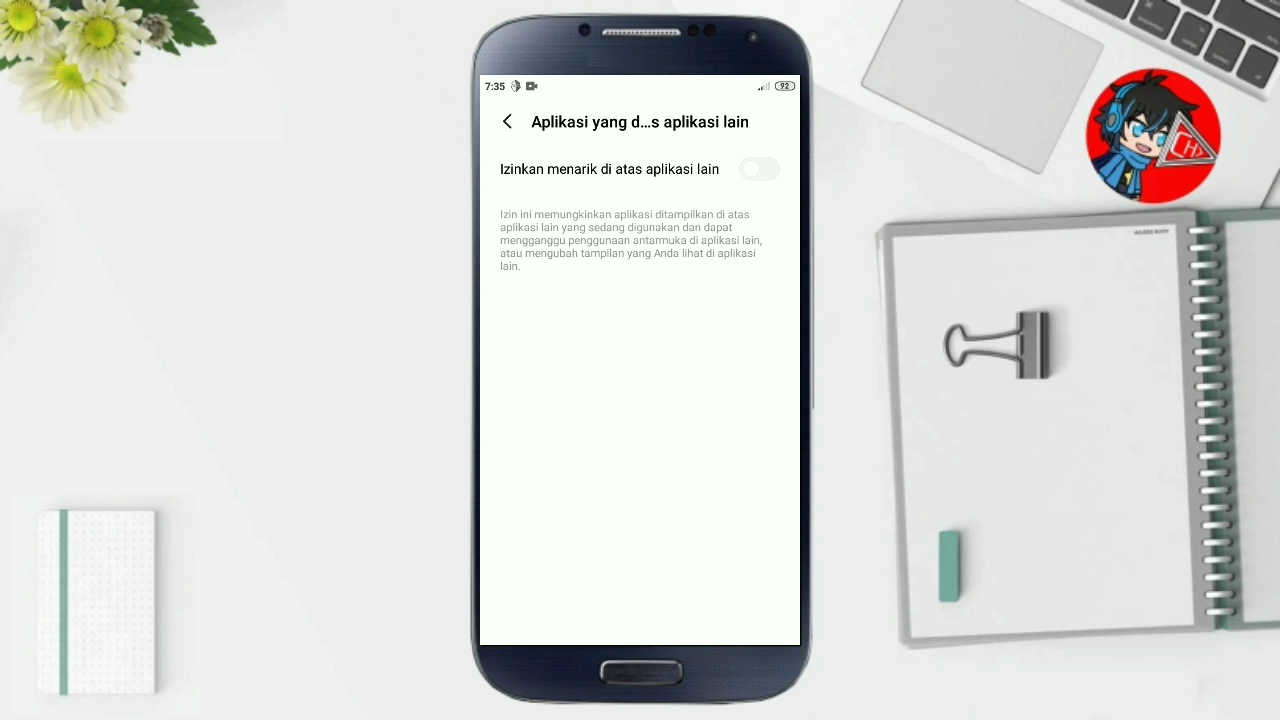 7:35
92
Aplikasi yang d...s aplikasi lain
Izinkan menarik di atas aplikasi lain
Izin ini memungkinkan aplikasi ditampilkan di atas
aplikasi lain yang sedang digunakan dan dapat
mengganggu penggunaan antarmuka di aplikasi lain,
atau mengubah tampilan yang Anda lihat di aplikasi
lain.